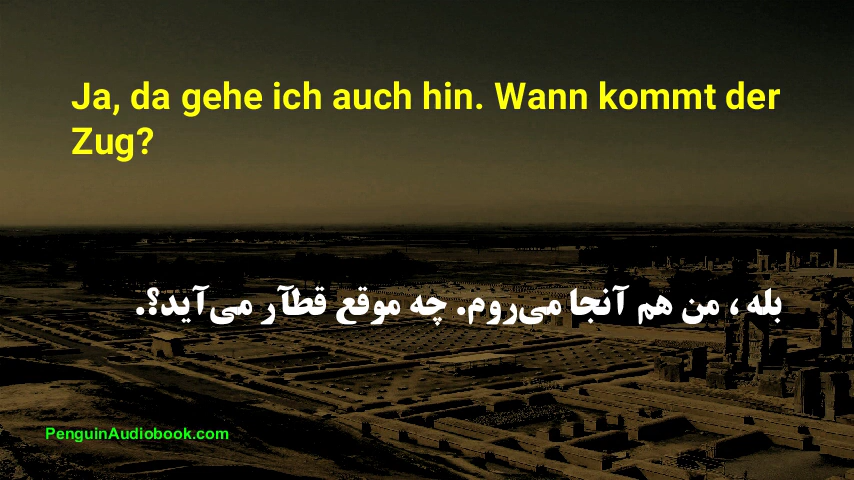 Ja, da gehe ich auch hin. Wann kommt der
Zug?
بله ، من هم آنجا می‌روم. چه موقع قطآر می‌آید؟.
PenguinAudiobook.com